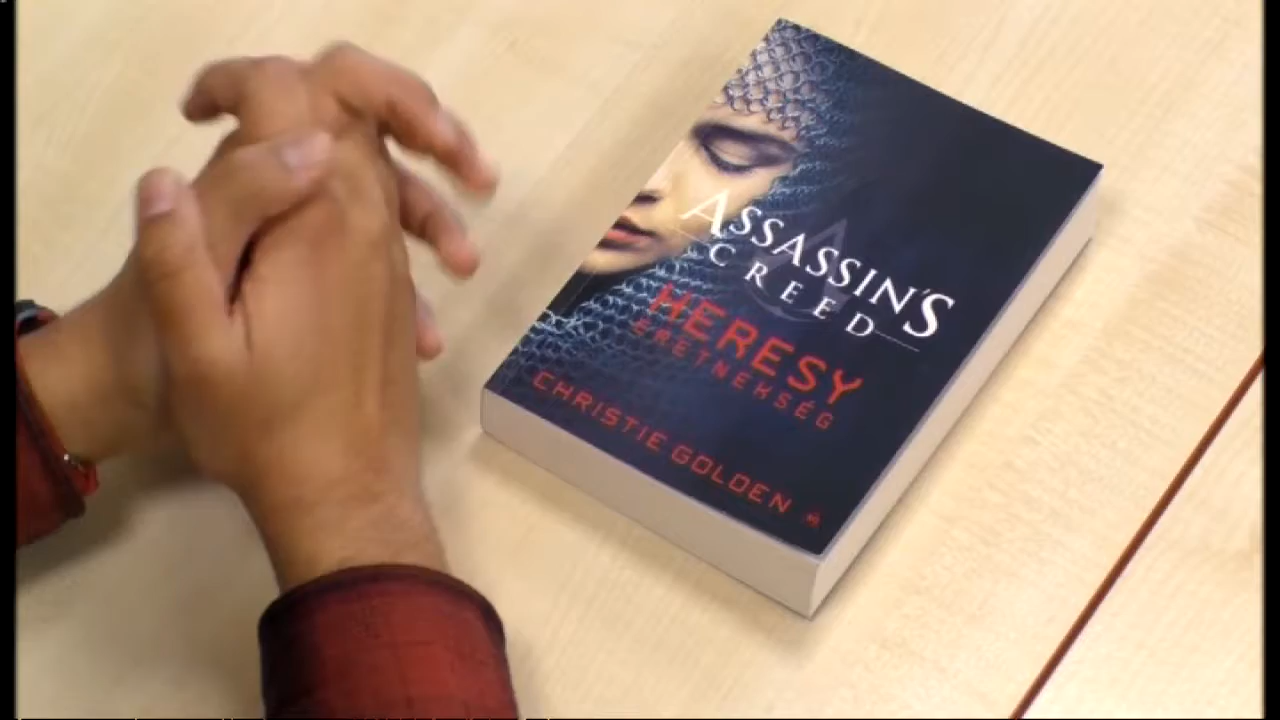 ASSASSIN'S
CREED
HERESY
ERETNEKSÉG
CHRISTIE GOLDEN